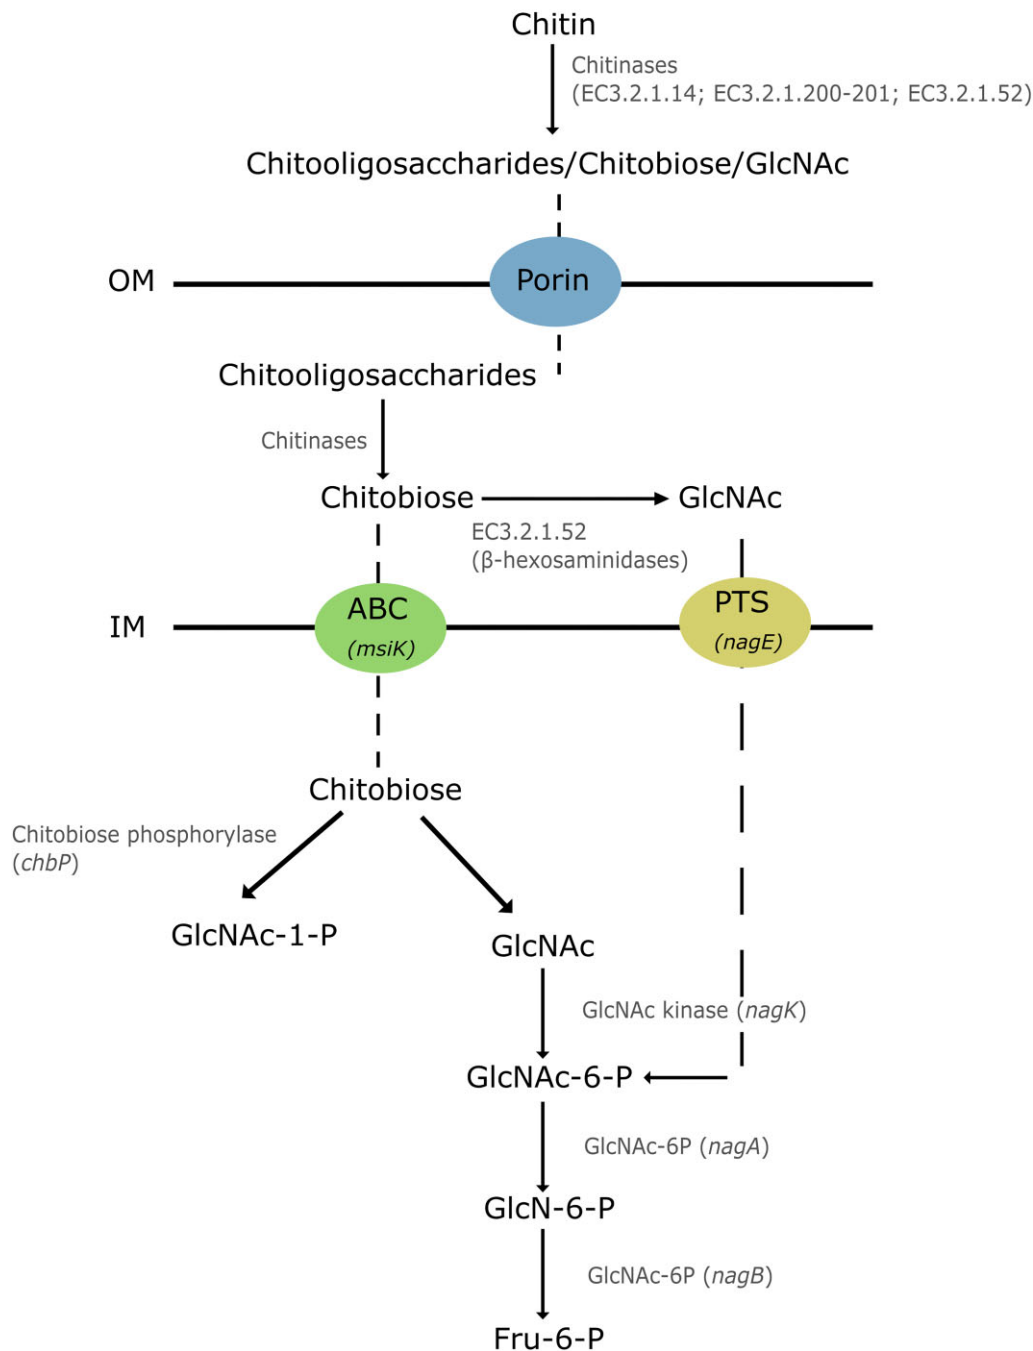 Chitin
Chitinases
(EC3.2.1.14; EC3.2.1.200-201; EC3.2.1.52)
Chitooligosaccharides/Chitobiose/GlcNAc
OM
Porin
Chitooligosaccharides
Chitinases
Chitobiose
GlcNAc
EC3.2.1.52
(β-hexosaminidases)
IM
ABC
(msiK)
PTS
(nagE)
Chitobiose
Chitobiose phosphorylase
(chbP)
GlcNAc-1-P
GlcNAc
GlcNAc kinase (nagK)
GlcNAc-6-P
GlcNAc-6P (nagA)
GlcN-6-P
GlcNAc-6P (nagB)
Fru-6-P